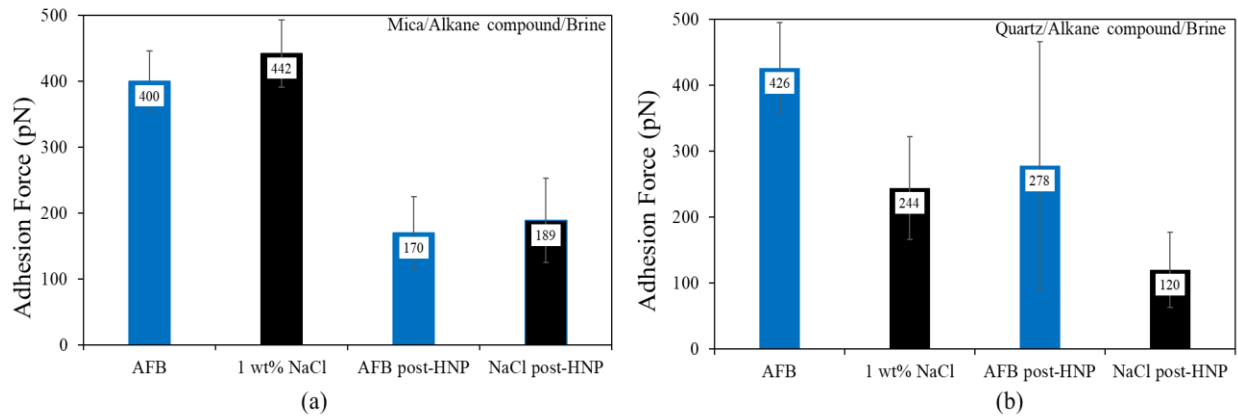 Mica/Alkane compound/Brine
Adhesion Force (pN)
500
400
300
200
100
0
400
442
170
189
AFB
1 wt% NaCl
AFB post-HNP
NaCl post-HNP
(a)
Quartz/Alkane compound/Brine
Adhesion Force (pN)
500
400
300
200
100
0
426
244
278
120
AFB
1 wt% NaCl
AFB post-HNP
NaCl post-HNP
(b)